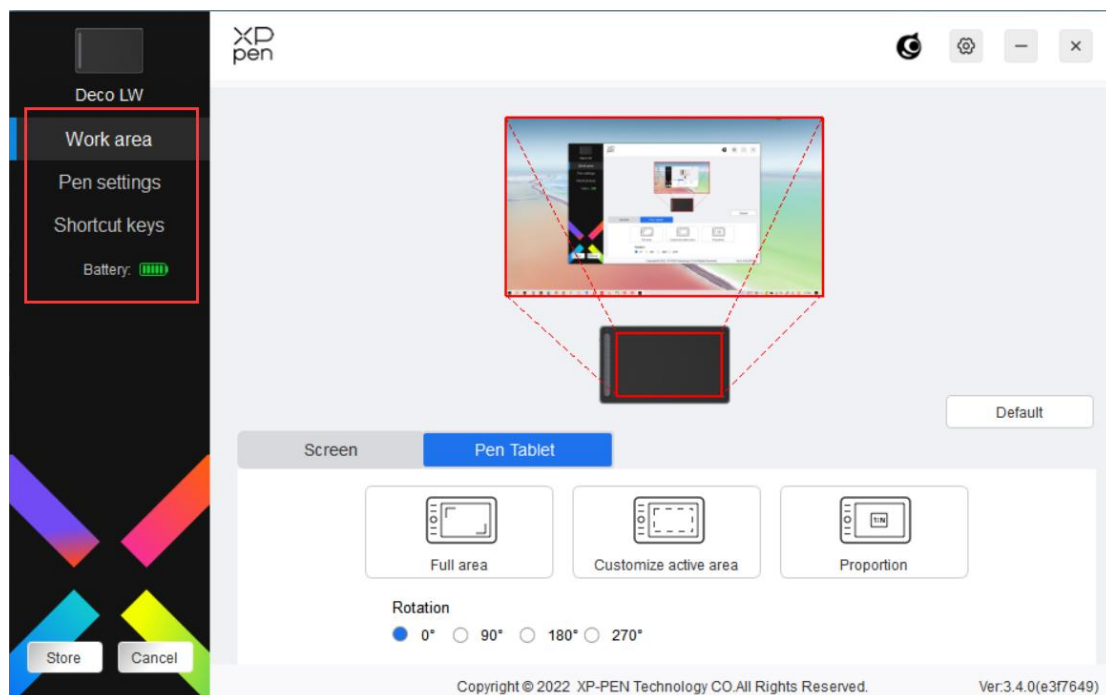 XP
pen
Deco LW
Work area
Pen settings
Shortcut keys
Battery:
Default
Screen
Pen Tablet
1:N
Full area
Customize active area
Proportion
Rotation
0° 90° 180° 270°
Store
Cancel
Copyright © 2022 XP-PEN Technology CO.All Rights Reserved.
Ver:3.4.0(e3f7649)